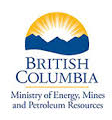 BRITISH
COLUMBIA
Ministry of Energy, Mines
and Petroleum Resources